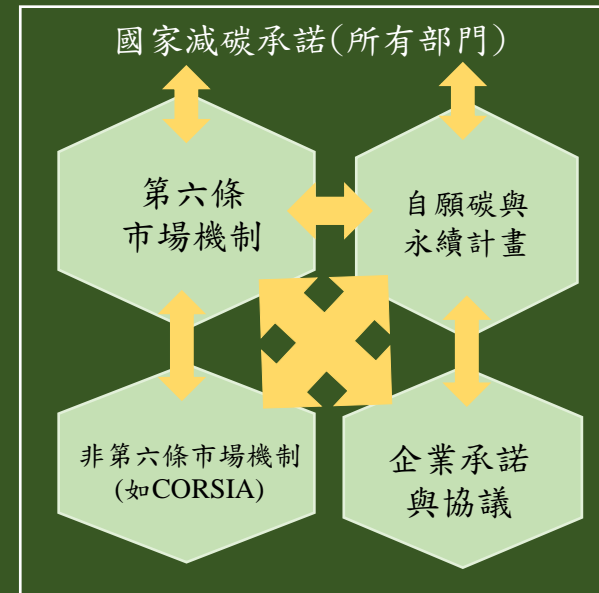 國家減碳承諾(所有部門)
第六條
市場機制
自願碳與
永續計畫
非第六條市場機制
(如CORSIA)
企業承諾
與協議